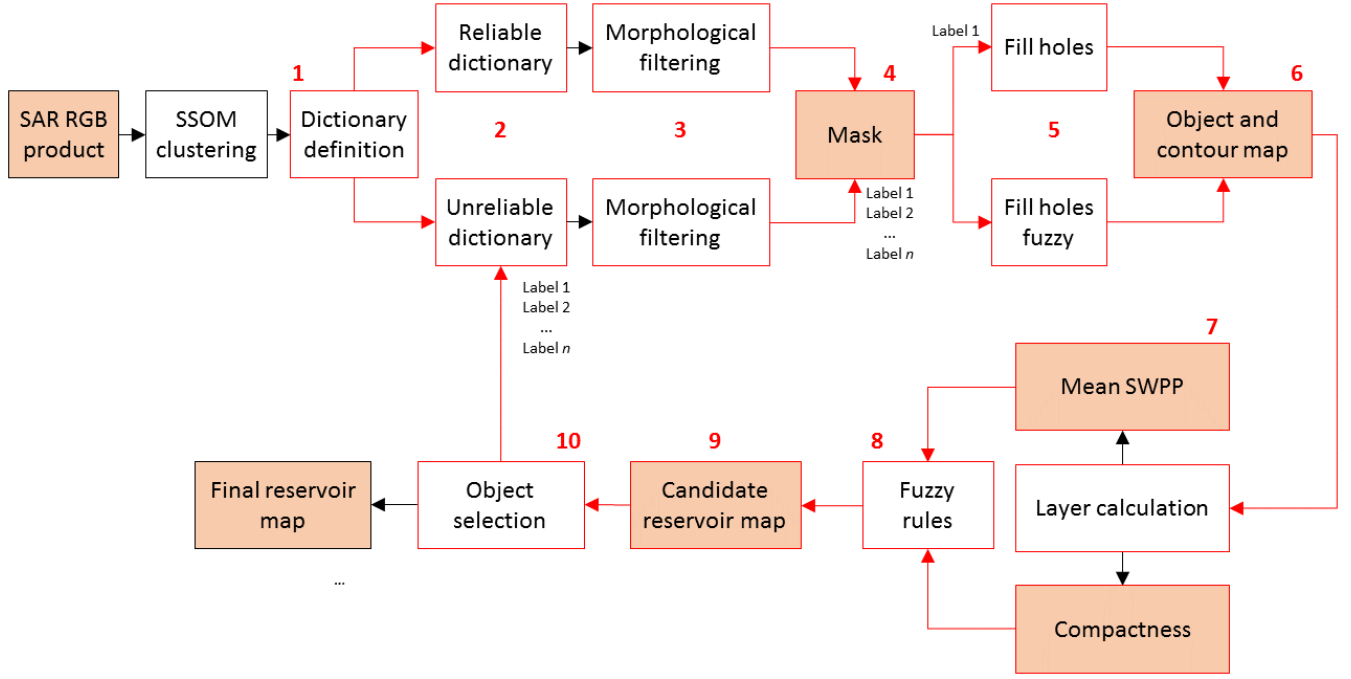 Reliable
dictionary
Morphological
filtering
Label 1
Fill holes
1
4
6
SAR RGB
product
SSOM
clustering
Dictionary
definition
2
3
Mask
5
Object and
contour map
Unreliable
dictionary
Morphological
filtering
Label 1
Label 2
...
Label n
Fill holes
fuzzy
Label 1
Label 2
...
Label n
7
Mean SWPP
10
9
8
Final reservoir
map
Object
selection
Candidate
reservoir map
Fuzzy
rules
Layer calculation
...
Compactness